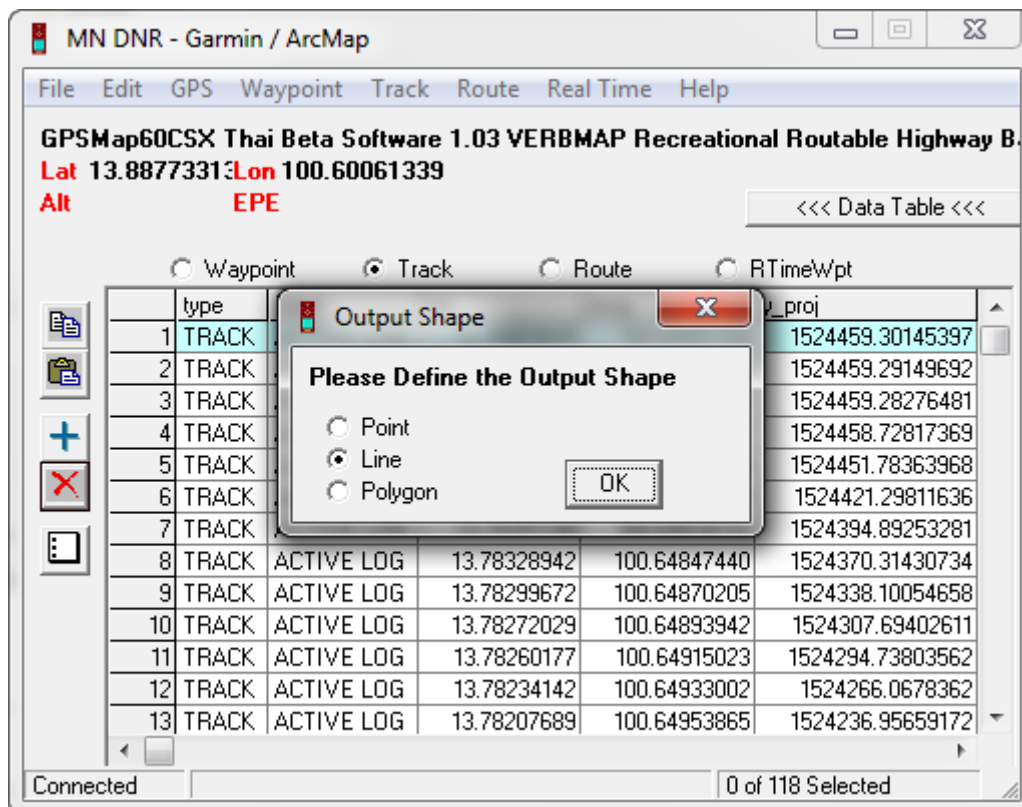 MN DNR - Garmin / ArcMap
File Edit GPS Waypoint Track Route Real Time Help
GPSMap60CSX Thai Beta Software 1.03 VERBMAP Recreational Routable Highway B
Lat 13.88773313 Lon 100.60061339
Alt EPE
<<< Data Table <<<
Waypoint Track Route RTimeWpt
type y_proj
1 TRACK 1524459.30145397
2 TRACK 1524459.29149692
3 TRACK 1524459.28276481
4 TRACK 1524458.72817369
5 TRACK 1524451.78363968
6 TRACK 1524421.29811636
7 TRACK 1524394.89253281
8 TRACK ACTIVE LOG 13.78328942 100.64847440 1524370.31430734
9 TRACK ACTIVE LOG 13.78299672 100.64870205 1524338.10054658
10 TRACK ACTIVE LOG 13.78272029 100.64893942 1524307.69402611
11 TRACK ACTIVE LOG 13.78260177 100.64915023 1524294.73803562
12 TRACK ACTIVE LOG 13.78234142 100.64933002 1524266.0678362
13 TRACK ACTIVE LOG 13.78207689 100.64953865 1524236.95659172
Output Shape
Please Define the Output Shape
Point
Line
Polygon
OK
Connected
0 of 118 Selected